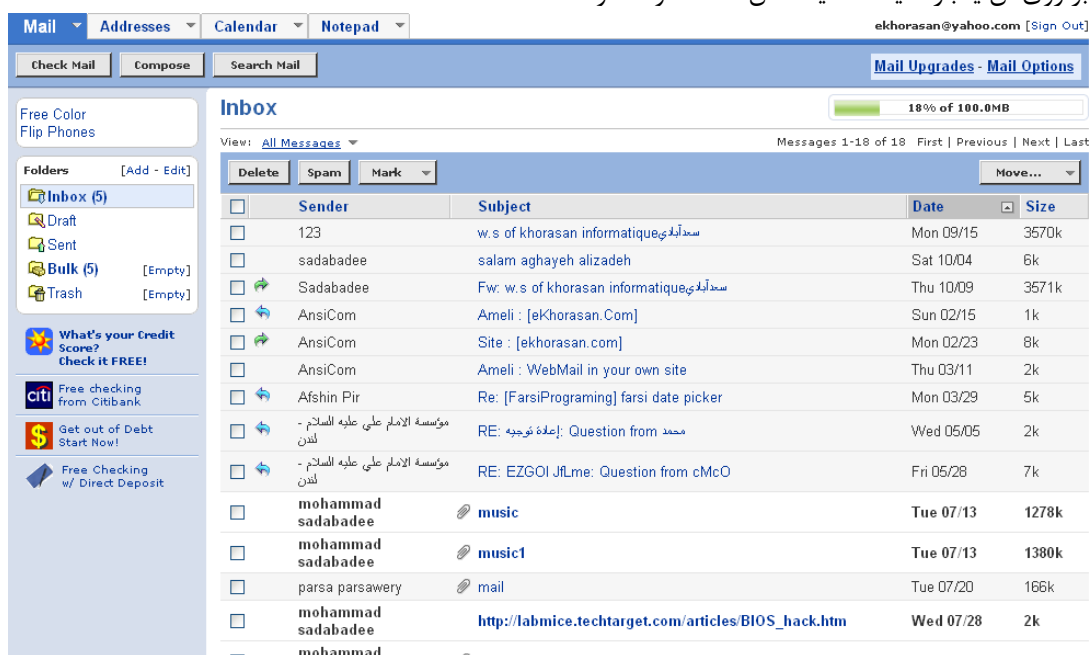 Mail Addresses Calendar Notepad ekhorasan@yahoo.com [Sign Out]
Check Mail Compose Search Mail Mail Upgrades - Mail Options
Free Color
Flip Phones
Folders [Add - Edit]
Inbox (5)
Draft
Sent
Bulk (5) [Empty]
Trash [Empty]
What's your Credit
Score?
Check it FREE!
citi Free checking
from Citibank
Get out of Debt
Start Now!
Free Checking
w/ Direct Deposit
Inbox 18% of 100.0MB
View: All Messages Messages 1-18 of 18 First | Previous | Next | Last
Delete Spam Mark Move...
Sender Subject Date Size
123 w.s of khorasan informatiqueسعدآبادي Mon 09/15 3570k
sadabadee salam aghayeh alizadeh Sat 10/04 6k
Sadabadee Fw: w.s of khorasan informatiqueسعدآبادي Thu 10/09 3571k
AnsiCom Ameli : [eKhorasan.Com] Sun 02/15 1k
AnsiCom Site : [ekhorasan.com] Mon 02/23 8k
AnsiCom Ameli : WebMail in your own site Thu 03/11 2k
Afshin Pir Re: [FarsiPrograming] farsi date picker Mon 03/29 5k
مؤسسة الامام علي عليه السلام -
لندن
RE: إعادة توجيه: Question from محمد Wed 05/05 2k
مؤسسة الامام علي عليه السلام -
لندن
RE: EZGOI JfLme: Question from cMcO Fri 05/28 7k
mohammad
sadabadee
music Tue 07/13 1278k
mohammad
sadabadee
music1 Tue 07/13 1380k
parsa parsawery mail Tue 07/20 166k
mohammad
sadabadee
http://labmice.techtarget.com/articles/BIOS_hack.htm Wed 07/28 2k
mohammad